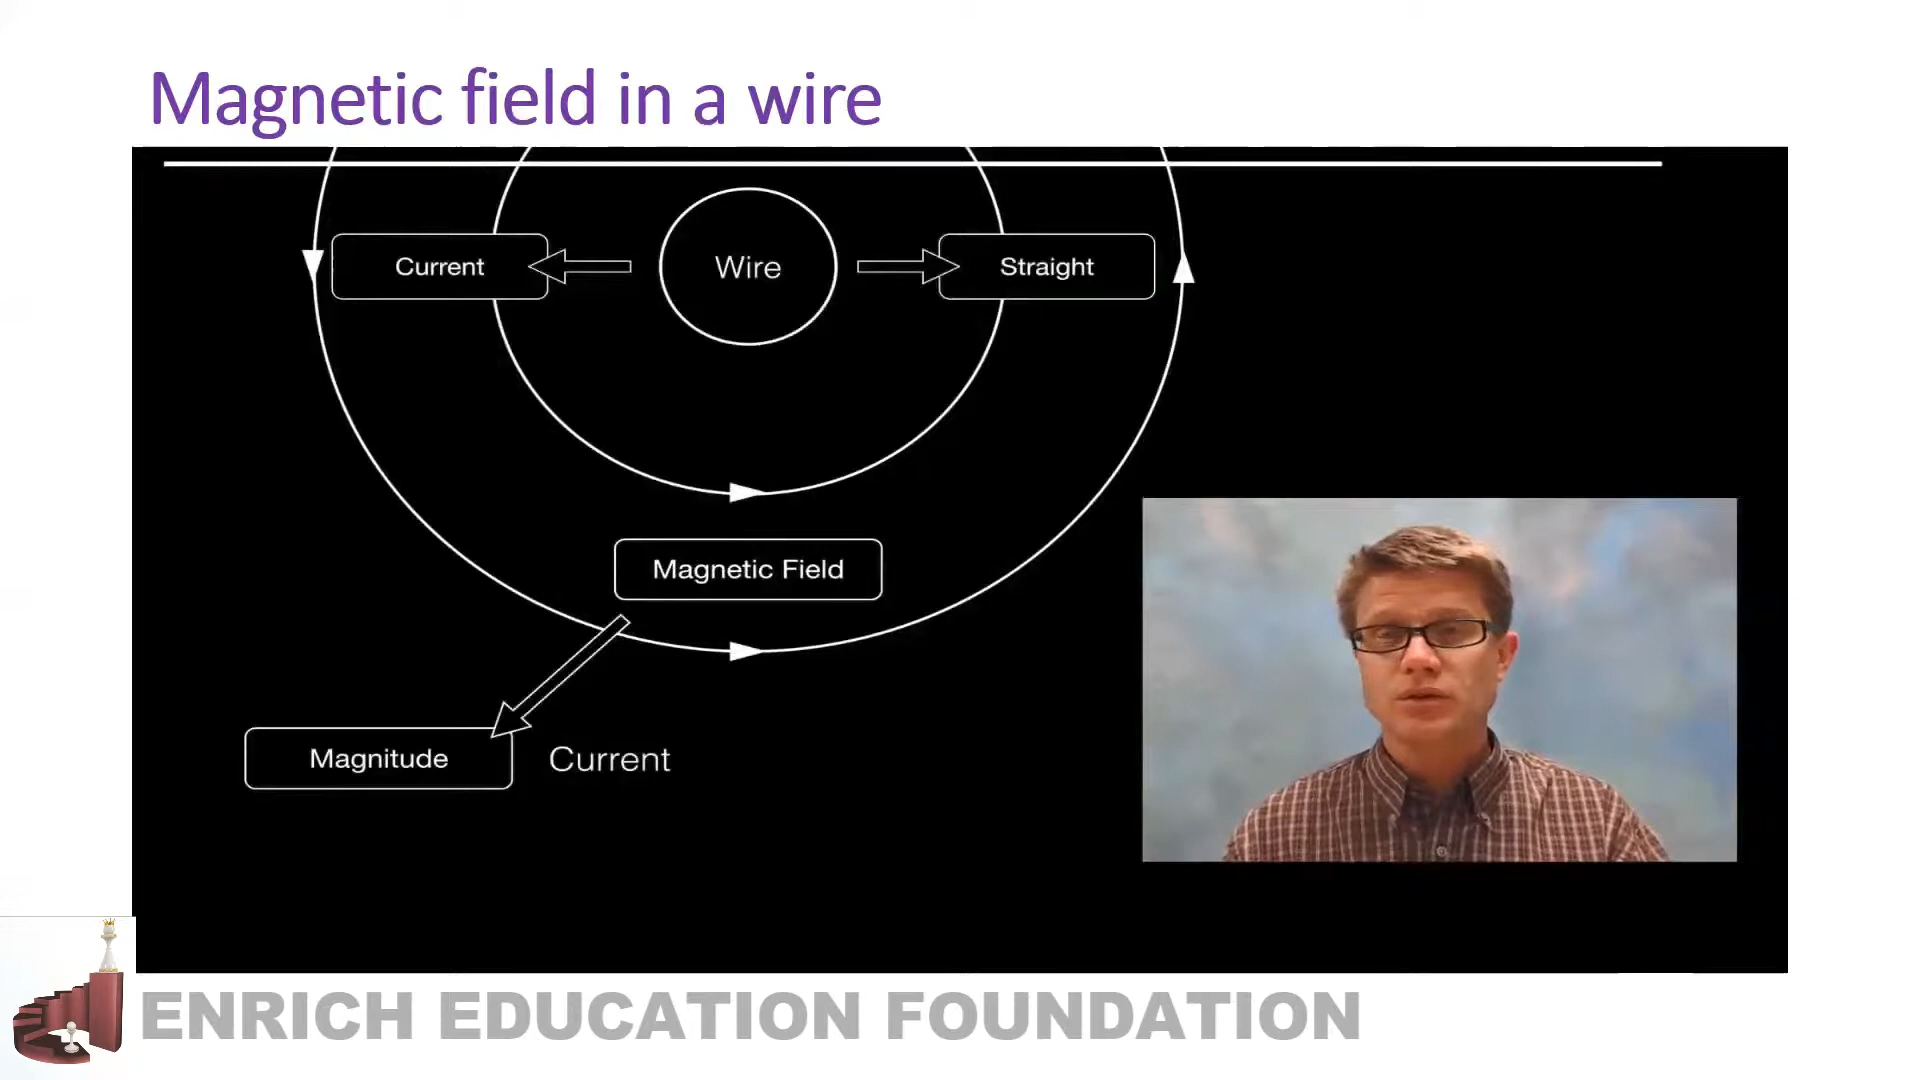 Magnetic field in a wire
Current
Wire
Straight
Magnetic Field
Magnitude
Current
ENRICH EDUCATION FOUNDATION